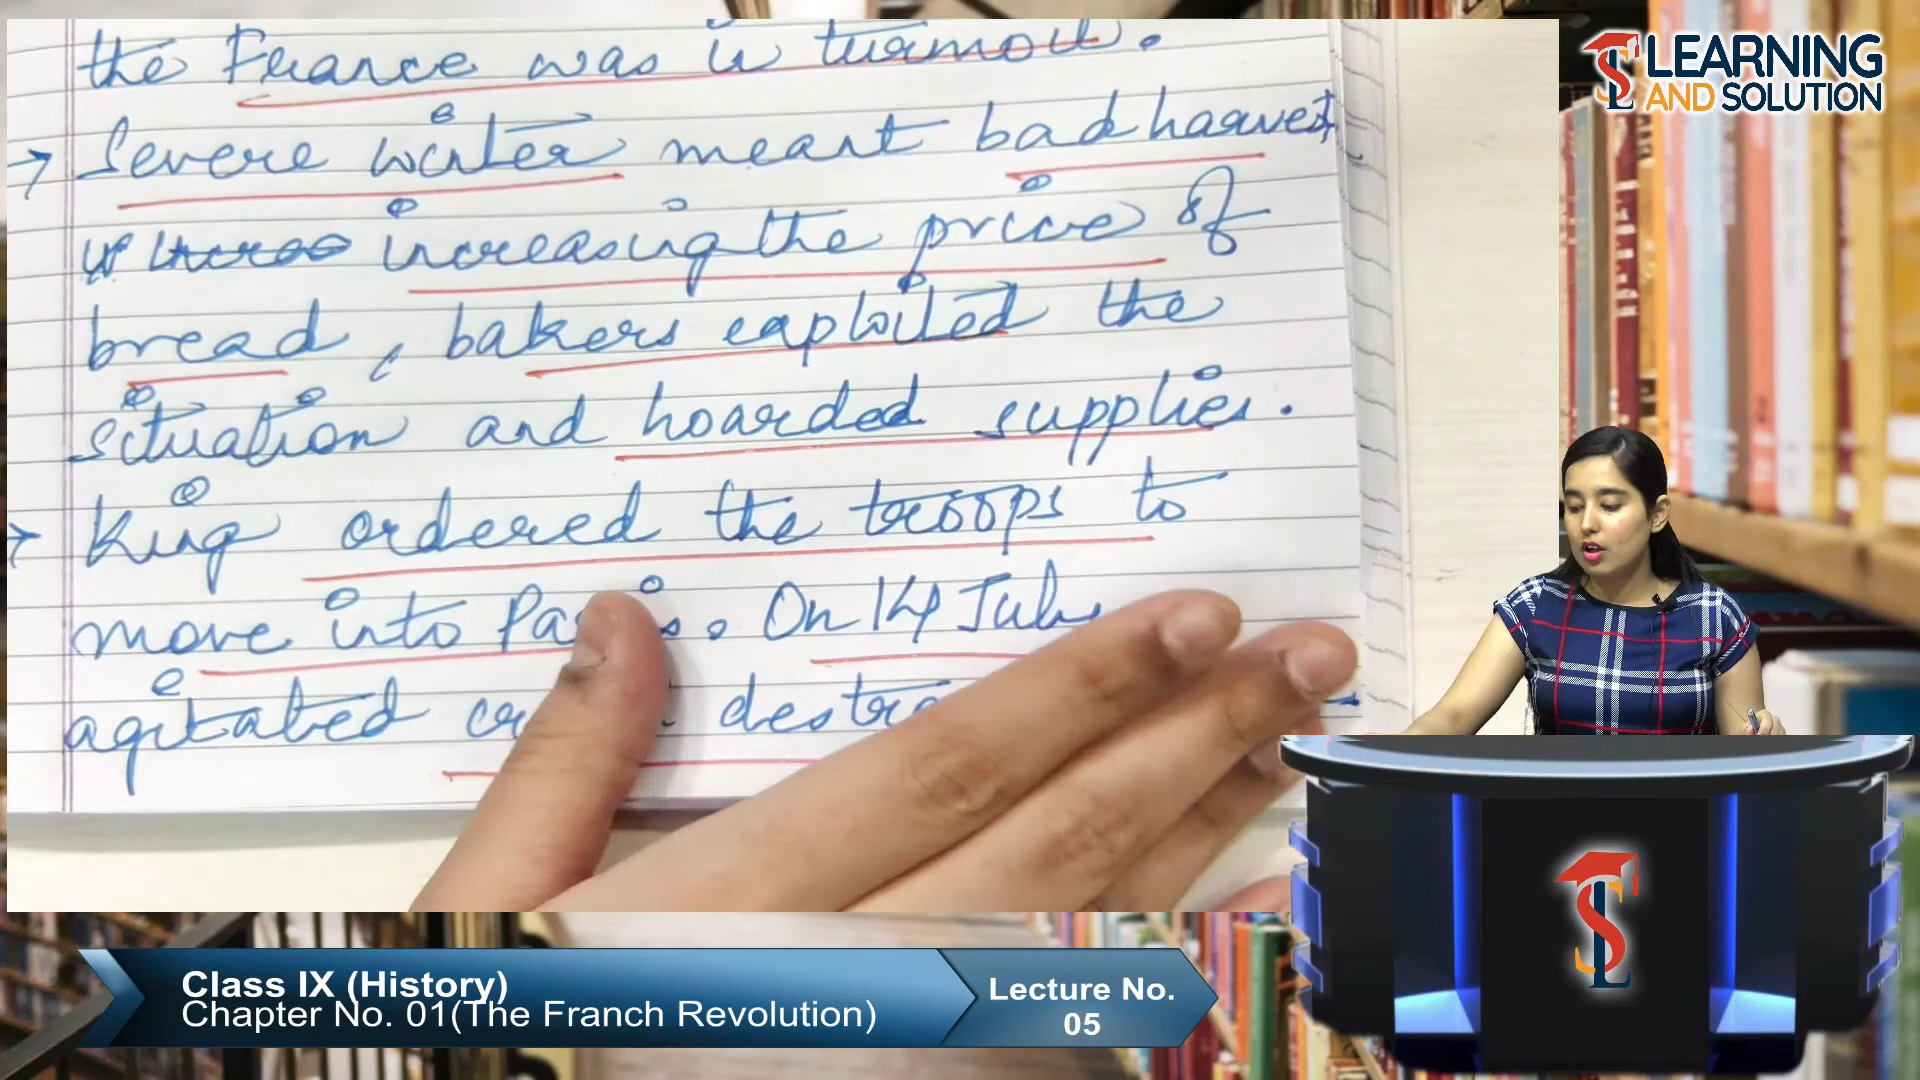 the France was in turmoil.
→ Severe winter meant bad harvest,
increasing the price of
bread, bakers exploited the
situation and hoarded supplies.
→ King ordered the troops to
move into Paris. On 14 July
agitated destro
LEARNING
AND SOLUTION
Class IX (History)
Chapter No. 01(The Franch Revolution)
Lecture No.
05